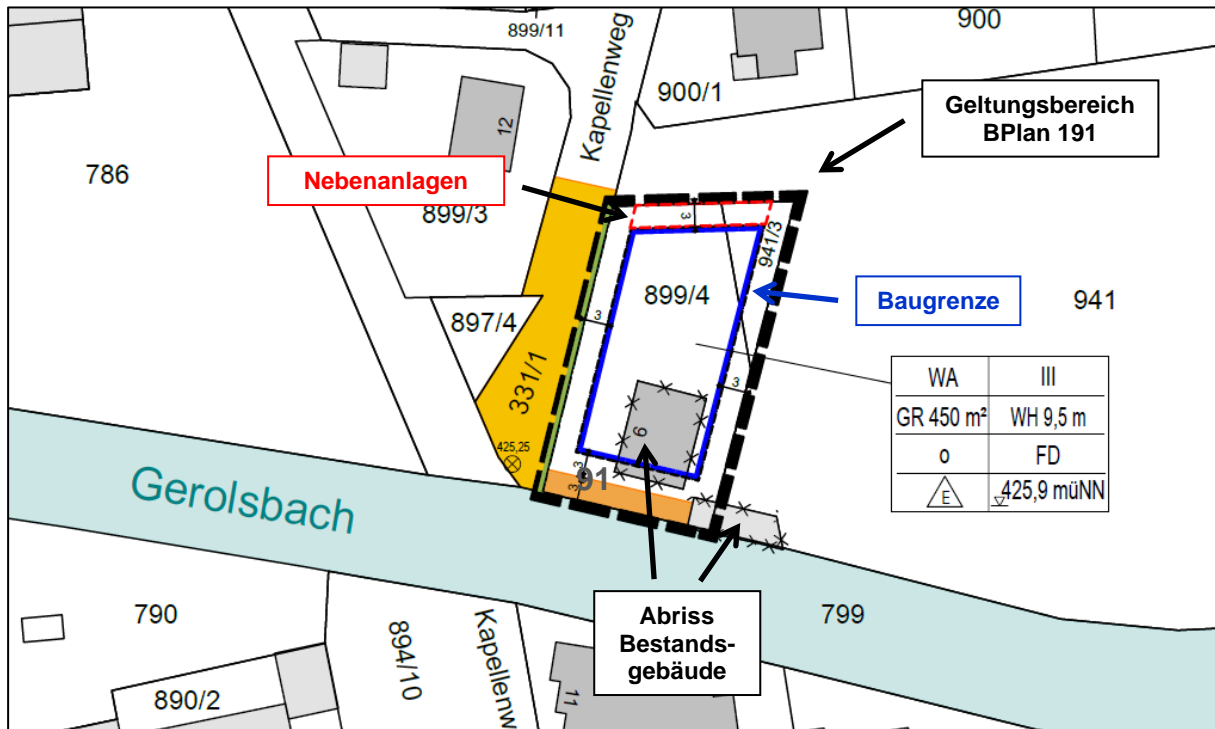 899/11
Kapellenweg
900
900/1
Geltungsbereich
BPlan 191
12
786
Nebenanlagen
899/3
3
941/3
899/4
Baugrenze
941
897/4
3
331/1
3
WA III
GR 450 m² WH 9,5 m
o FD
E 425,9 müNN
6
425,25
3
3
91
Gerolsbach
Abriss
Bestands-
gebäude
790
799
Kapellenw
894/10
890/2
11